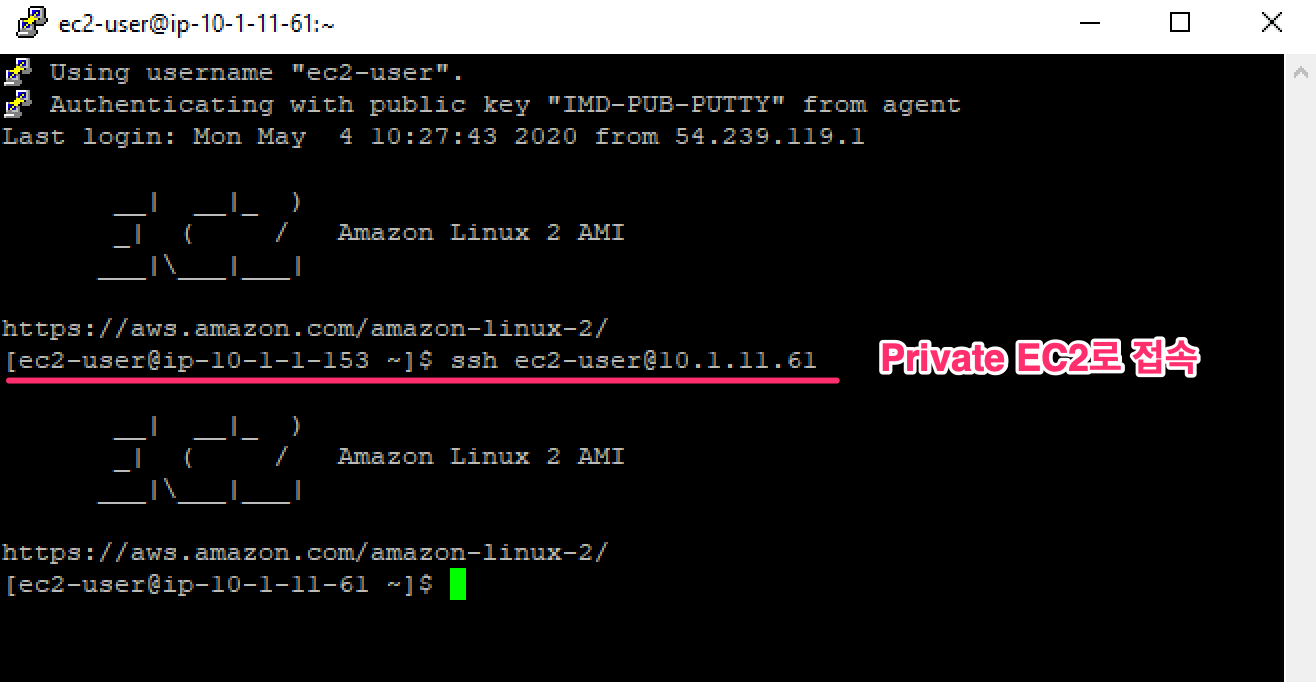 ec2-user@ip-10-1-11-61:~
Using username "ec2-user".
Authenticating with public key "IMD-PUB-PUTTY" from agent
Last login: Mon May  4 10:27:43 2020 from 54.239.119.1
       __|  __|_  )
       _|  (     /   Amazon Linux 2 AMI
      ___|\___|___|
https://aws.amazon.com/amazon-linux-2/
[ec2-user@ip-10-1-1-153 ~]$ ssh ec2-user@10.1.11.61
Private EC2로 접속
       __|  __|_  )
       _|  (     /   Amazon Linux 2 AMI
      ___|\___|___|
https://aws.amazon.com/amazon-linux-2/
[ec2-user@ip-10-1-11-61 ~]$